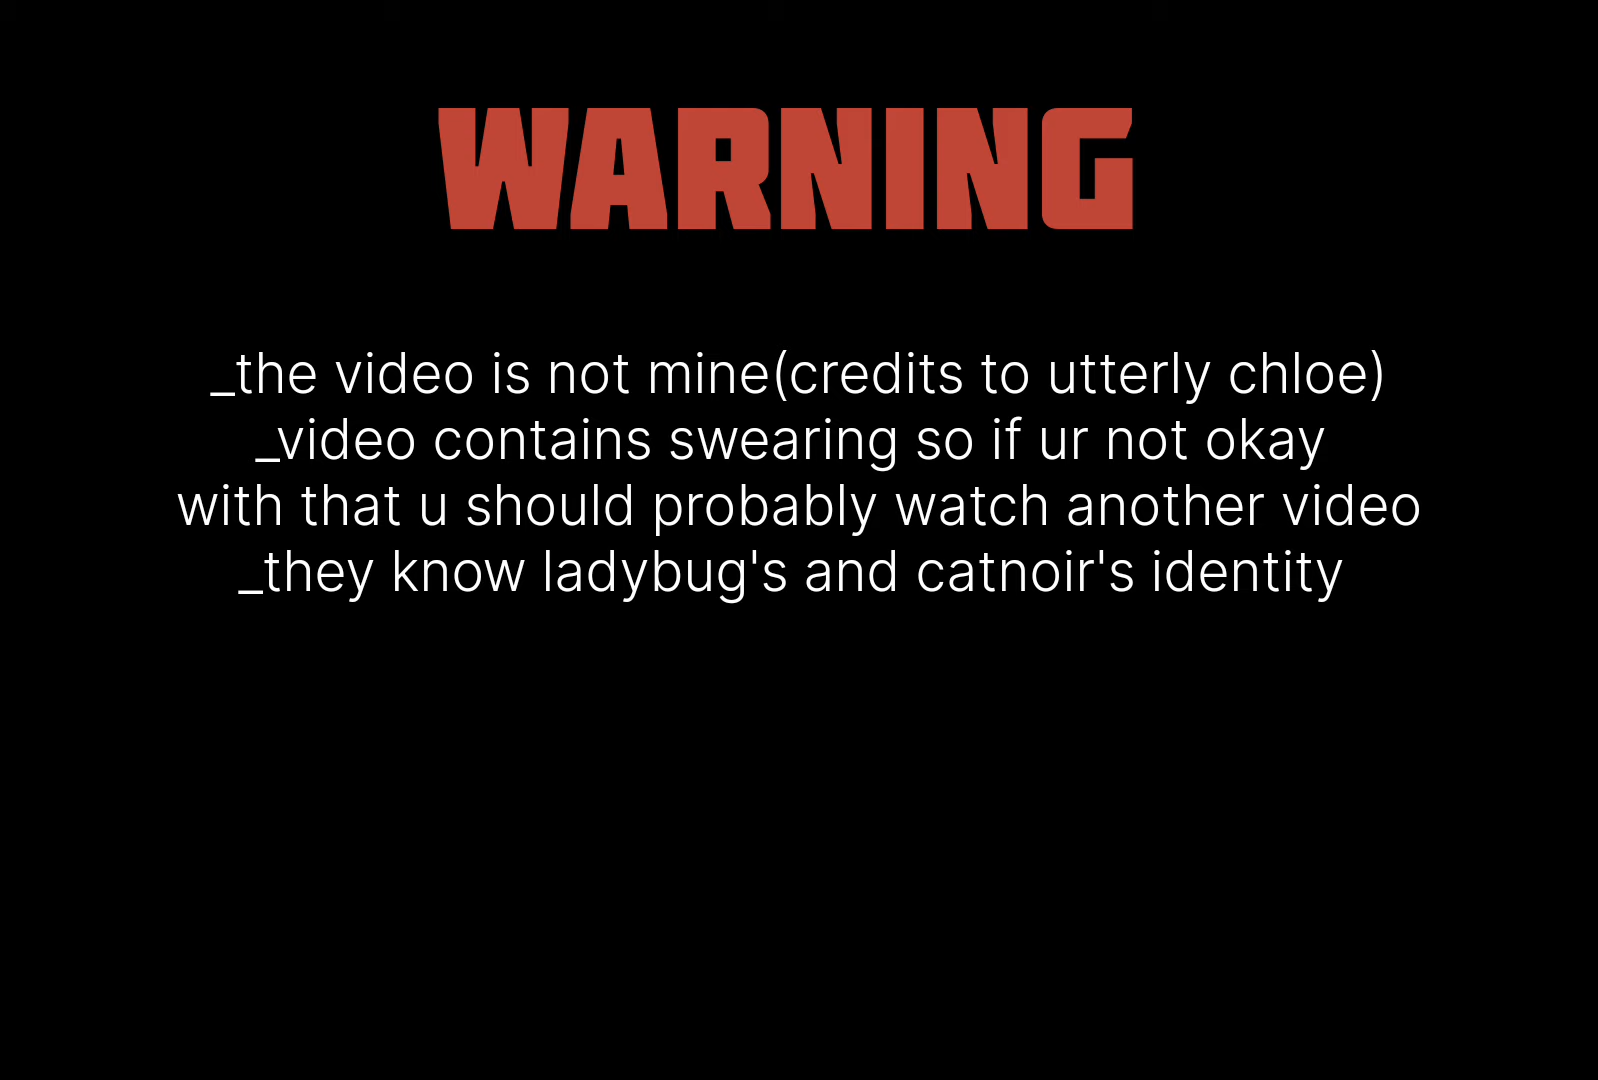 WARNING
_the video is not mine(credits to utterly chloe)
_video contains swearing so if ur not okay
with that u should probably watch another video
_they know ladybug's and catnoir's identity